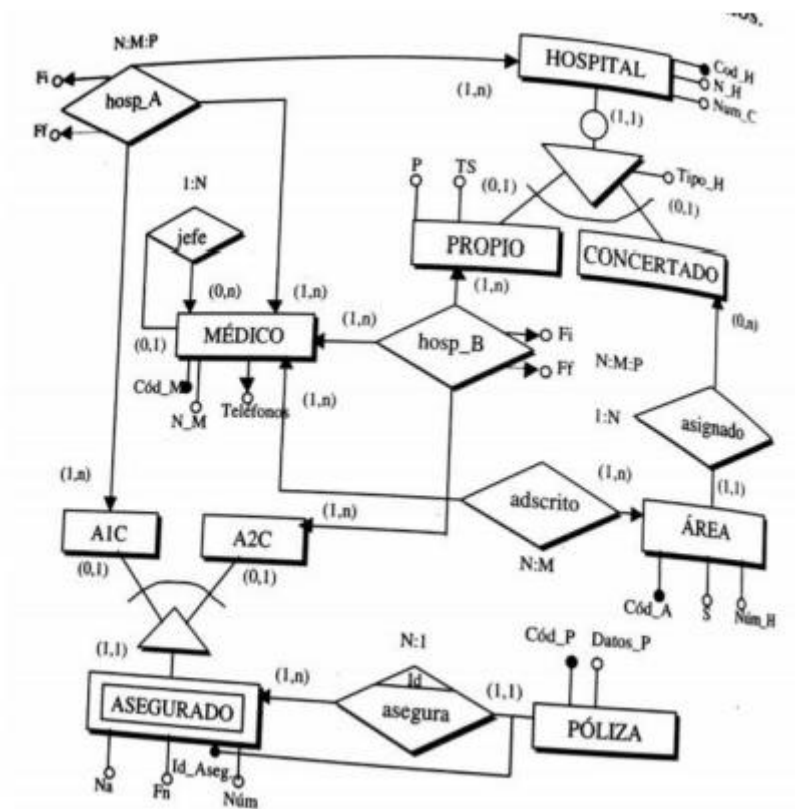 N:M:P
HOSPITAL
Cod_H
N_H
Num_C
Fi
hosp_A
Ff
(1,n)
(1,1)
1:N
P
TS
(0,1)
Tipo_H
(0,1)
jefe
PROPIO
CONCERTADO
(0,n)
(1,n)
(1,n)
(0,n)
MÉDICO
(1,n)
hosp_B
Fi
Ff
N:M:P
(0,1)
Cód_M
N_M
Teléfonos
(1,n)
1:N
asignado
(1,n)
(1,n)
adscrito
(1,n)
(1,1)
A1C
A2C
ÁREA
(0,1)
(0,1)
N:M
Cód_A
S
Núm_H
N:1
Cód_P
Datos_P
(1,1)
(1,n)
Id
asegura
(1,1)
ASEGURADO
PÓLIZA
Id_Aseg.
Na
Fn
Núm